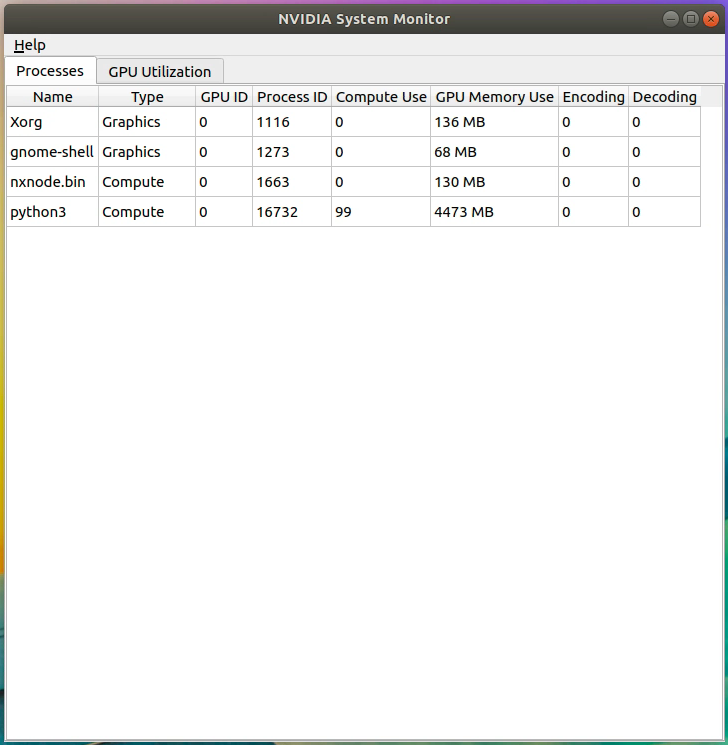 NVIDIA System Monitor
Help
Processes GPU Utilization
Name Type GPU ID Process ID Compute Use GPU Memory Use Encoding Decoding
Xorg Graphics 0 1116 0 136 MB 0 0
gnome-shell Graphics 0 1273 0 68 MB 0 0
nxnode.bin Compute 0 1663 0 130 MB 0 0
python3 Compute 0 16732 99 4473 MB 0 0